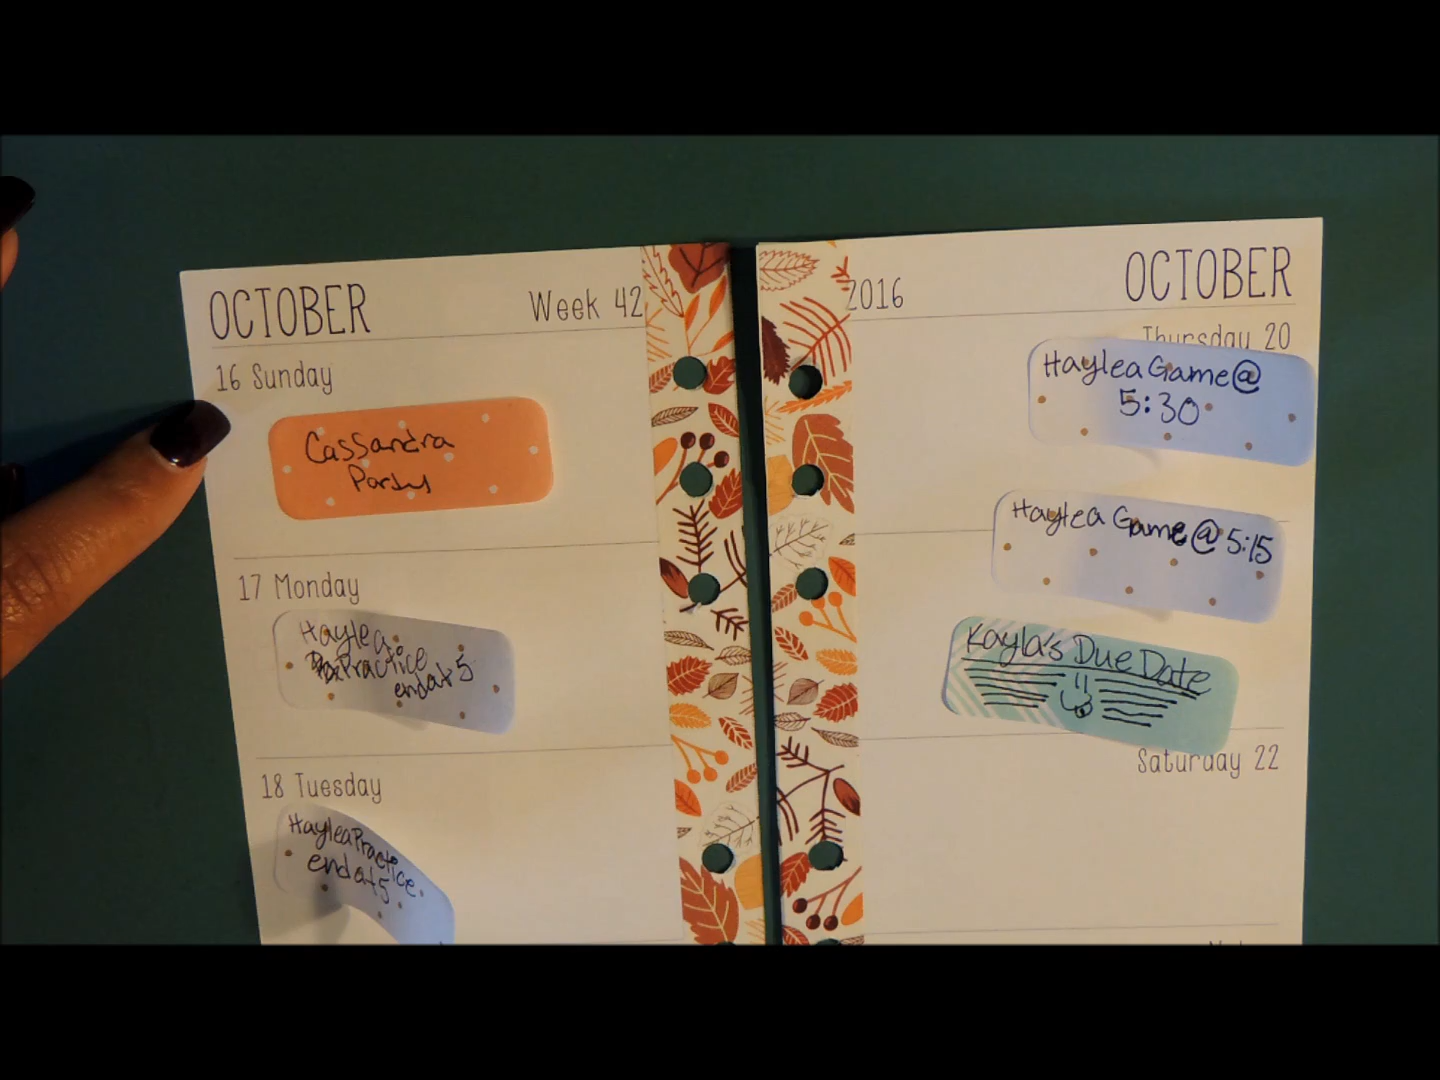 OCTOBER Week 42
16 Sunday
Cassandra
Party
17 Monday
Haylea
Practice
end at 5
18 Tuesday
Haylea Practice
end at 5
2016 OCTOBER
Thursday 20
Haylea Game @
5:30
Haylea Game @ 5:15
Kayla's Due Date
Saturday 22